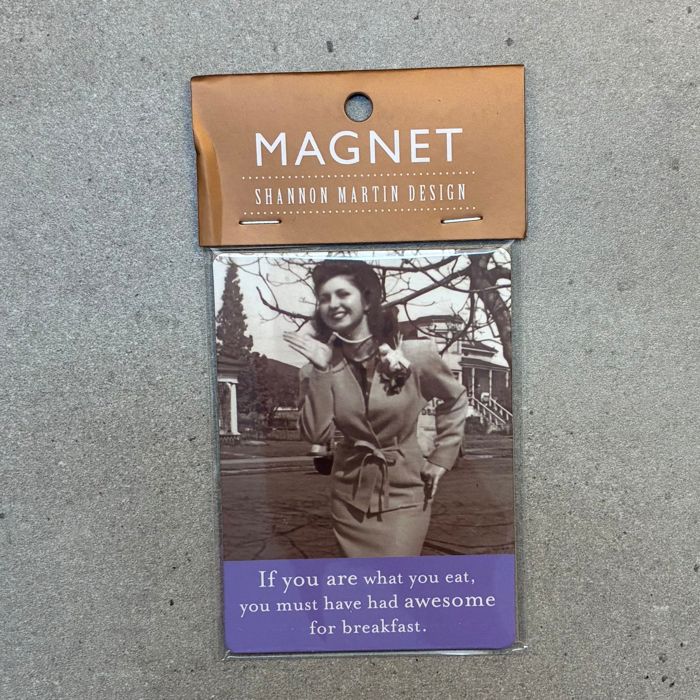 MAGNET
SHANNON MARTIN DESIGN
If you are what you eat,
you must have had awesome
for breakfast.